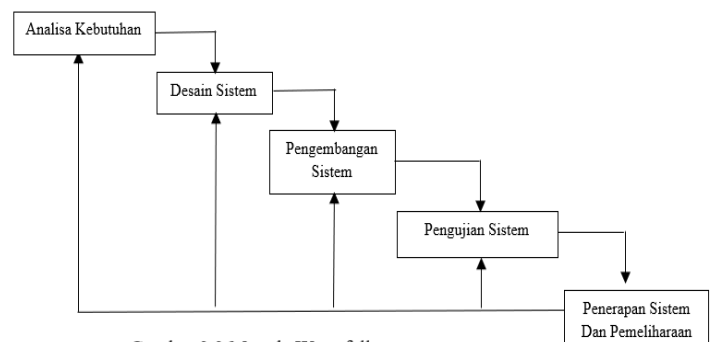 Analisa Kebutuhan
Desain Sistem
Pengembangan
Sistem
Pengujian Sistem
Penerapan Sistem
Dan Pemeliharaan